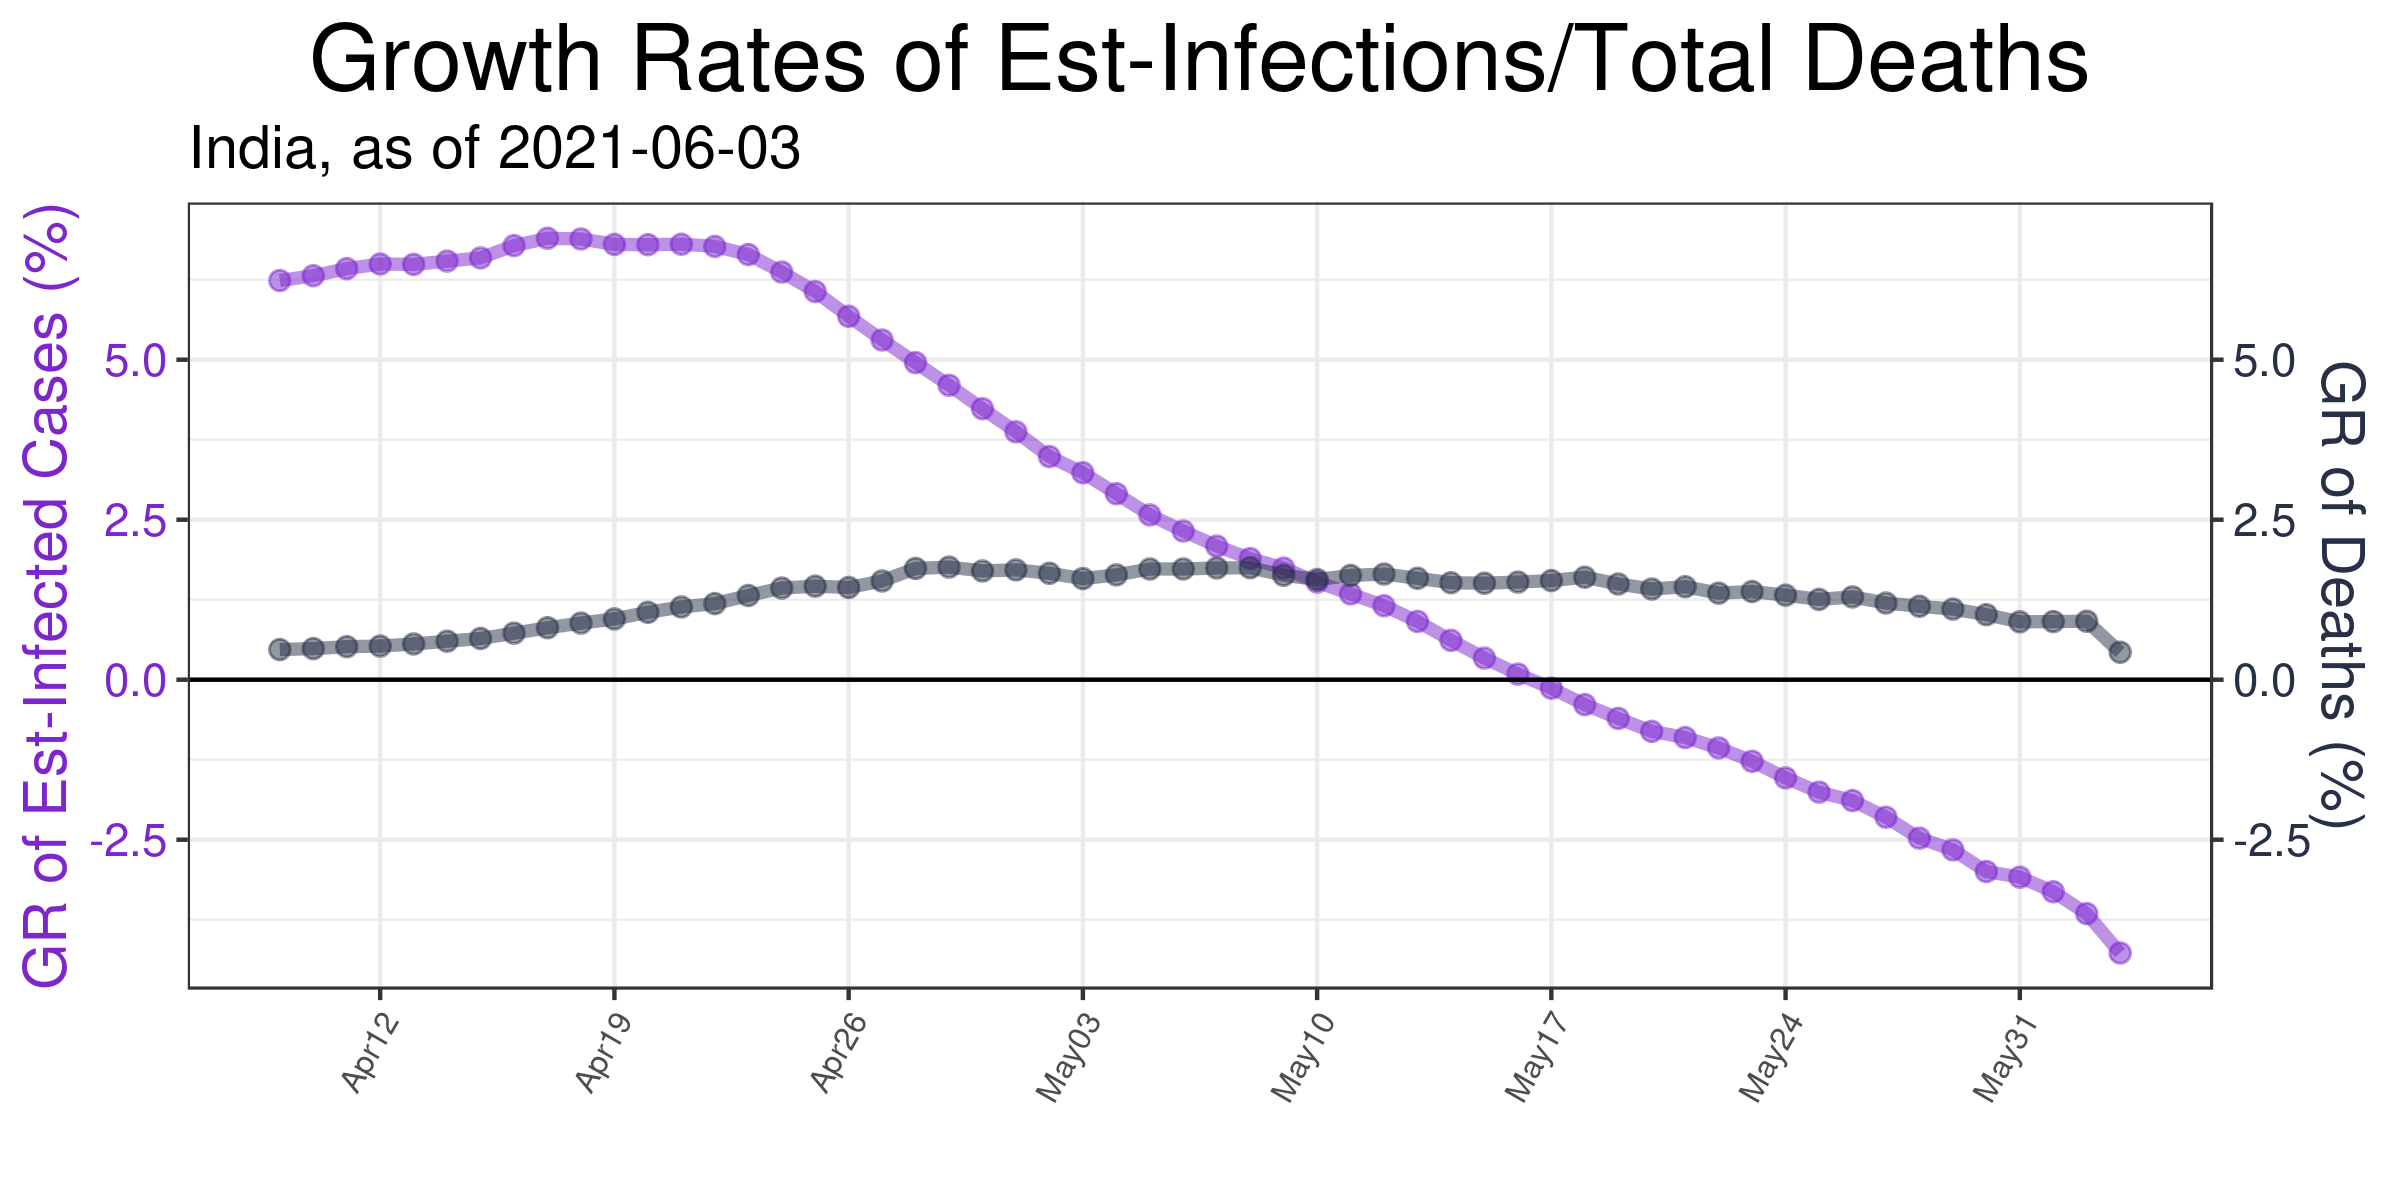 Growth Rates of Est-Infections/Total Deaths
India, as of 2021-06-03
GR of Est-Infected Cases (%)
5.0
2.5
0.0
-2.5
5.0
2.5
0.0
-2.5
GR of Deaths (%)
Apr12
Apr19
Apr26
May03
May10
May17
May24
May31